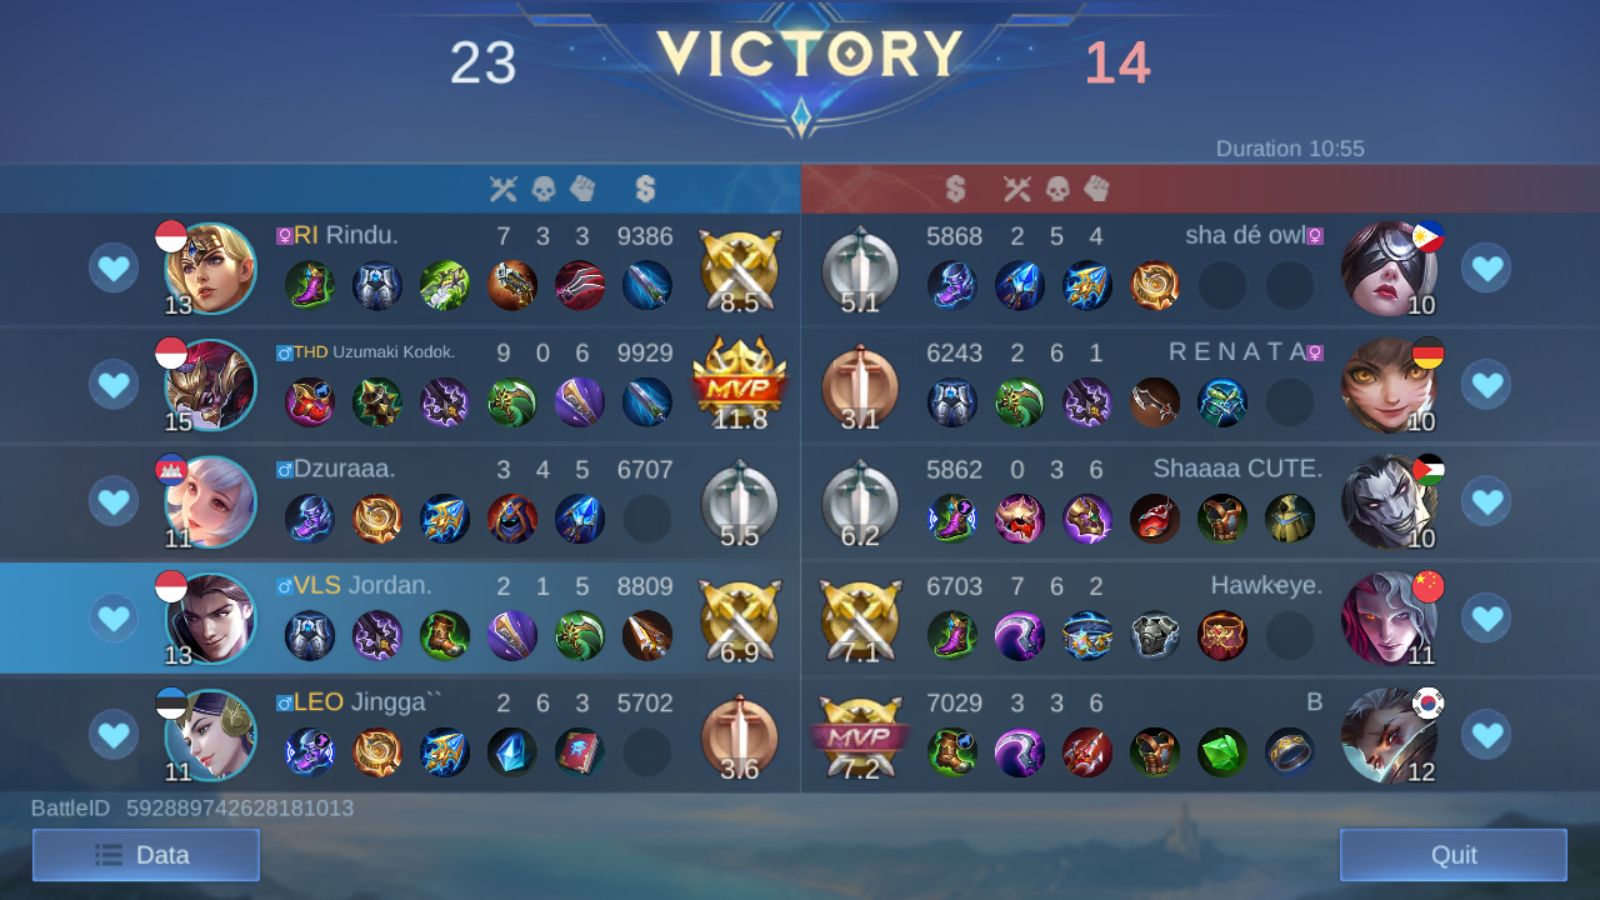 23 VICTORY 14
Duration 10:55
RI Rindu. 7 3 3 9386
13 8.5
5868 2 5 4 sha dé owl
5.1 10
THD Uzumaki Kodok. 9 0 6 9929
15 MVP 11.8
6243 2 6 1 R E N A T A
3.1 10
Dzuraaa. 3 4 5 6707
11 5.5
5862 0 3 6 Shaaaa CUTE.
6.2 10
VLS Jordan. 2 1 5 8809
13 6.9
6703 7 6 2 Hawkeye.
7.1 11
LEO Jingga`` 2 6 3 5702
11 3.6
7029 3 3 6 B
MVP 7.2 12
BattleID 592889742628181013
Data Quit